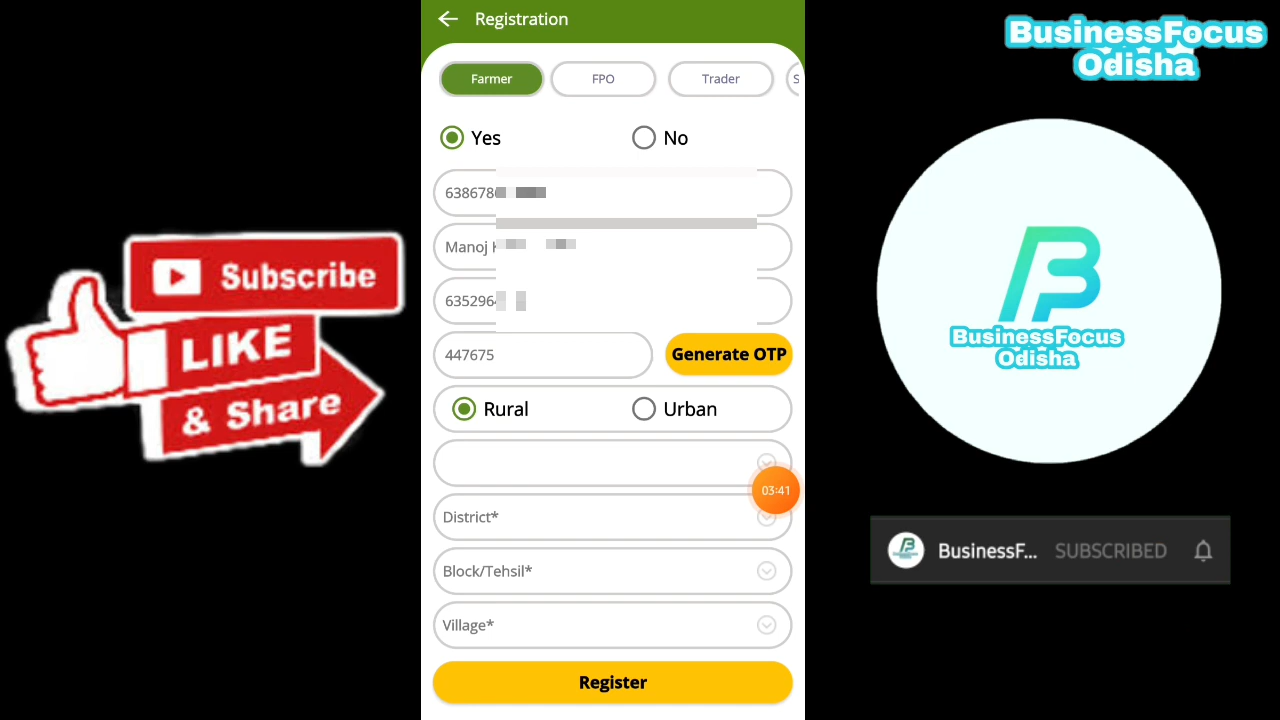 Registration
BusinessFocus
Odisha
Farmer
FPO
Trader
S
Yes
No
638678
Manoj
Subscribe
LIKE
& Share
635296
447675
Generate OTP
Rural
Urban
BusinessFocus
Odisha
03:41
District*
Block/Tehsil*
Village*
Register
BusinessF...
SUBSCRIBED